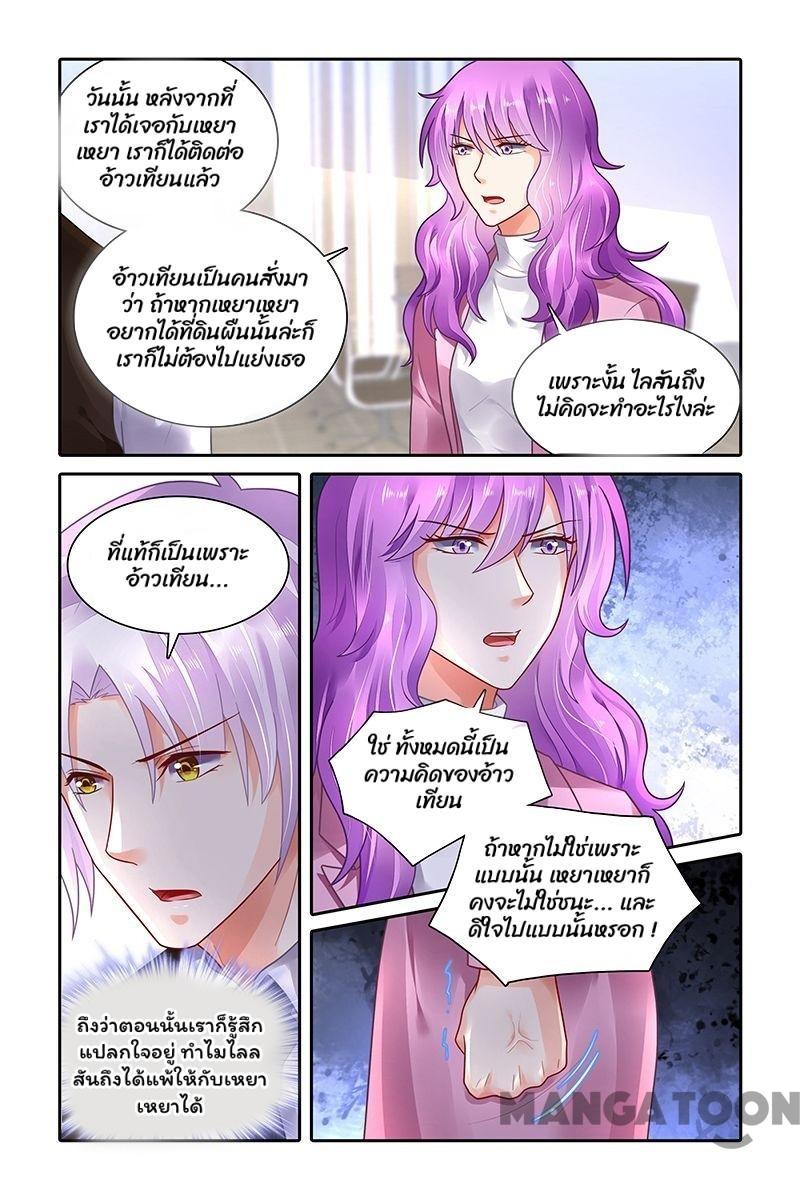 วันนั้น หลังจากที่
เราได้เจอกับเหยา
เหยา เราก็ได้ติดต่อ
อ้าวเทียนแล้ว
อ้าวเทียนเป็นคนสั่งมา
ว่า ถ้าหากเหยาเหยา
อยากได้ที่ดินผืนนั้นล่ะก็
เราก็ไม่ต้องไปแย่งเธอ
เพราะงั้น ไลสันถึง
ไม่คิดจะทำอะไรไงล่ะ
ที่แท้ก็เป็นเพราะ
อ้าวเทียน...
ใช่ ทั้งหมดนี้เป็น
ความคิดของอ้าว
เทียน
ถ้าหากไม่ใช่เพราะ
แบบนั้น เหยาเหยาก็
คงจะไม่ใช่ชนะ... และ
ดีใจไปแบบนั้นหรอก !
ถึงว่าตอนนั้นเราก็รู้สึก
แปลกใจอยู่ ทำไมไลล
สันถึงได้แพ้ให้กับเหยา
เหยาได้
MANGATOON